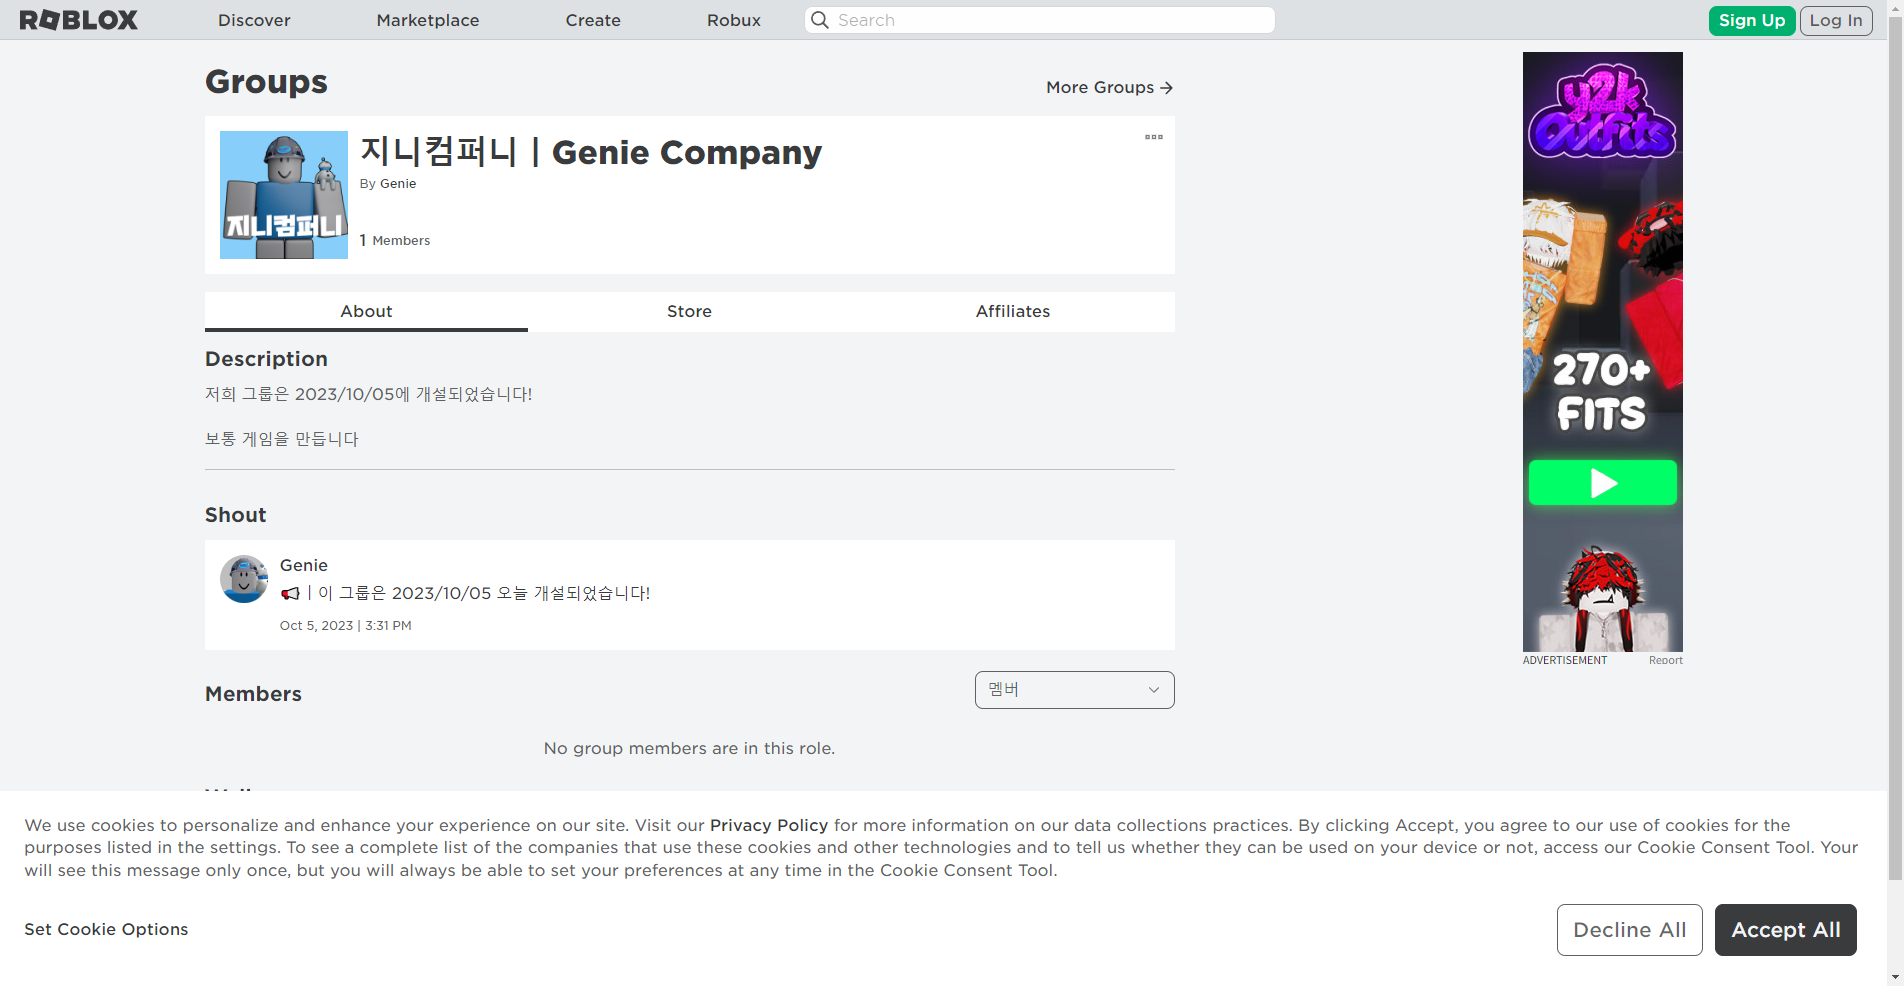 ROBLOX
Discover
Marketplace
Create
Robux
Search
Sign Up
Log In
Groups
More Groups →
지니컴퍼니 | Genie Company
By Genie
지니컴퍼니
1 Members
About
Store
Affiliates
Description
저희 그룹은 2023/10/05에 개설되었습니다!
보통 게임을 만듭니다
Shout
Genie
📢 | 이 그룹은 2023/10/05 오늘 개설되었습니다!
Oct 5, 2023 | 3:31 PM
Members
멤버
No group members are in this role.
y2k
Outfits
270+
FITS
ADVERTISEMENT
Report
We use cookies to personalize and enhance your experience on our site. Visit our Privacy Policy for more information on our data collections practices. By clicking Accept, you agree to our use of cookies for the
purposes listed in the settings. To see a complete list of the companies that use these cookies and other technologies and to tell us whether they can be used on your device or not, access our Cookie Consent Tool. Your
will see this message only once, but you will always be able to set your preferences at any time in the Cookie Consent Tool.
Set Cookie Options
Decline All
Accept All